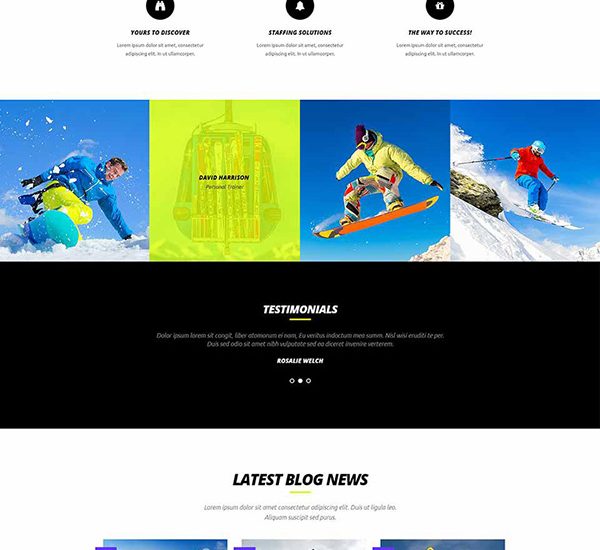 YOURS TO DISCOVER
STAFFING SOLUTIONS
THE WAY TO SUCCESS!
Lorem ipsum dolor sit amet, consectetur
adipiscing elit. In ut ullamcorper.
Lorem ipsum dolor sit amet, consectetur
adipiscing elit. In ut ullamcorper.
Lorem ipsum dolor sit amet, consectetur
adipiscing elit. In ut ullamcorper.
DAVID HARRISON
Personal Trainer
TESTIMONIALS
Dolor ipsum lorem sit congit, liber atomorum ei nam, Eu veritus indoctum mea summ. Nsl wisi eruditi te per.
Duis sed odio sit amet nibh vulputate sed ea diceret invenire verterem.
ROSALIE WELCH
LATEST BLOG NEWS
Lorem ipsum dolor sit amet consectetur adipiscing elit. Duis ut ligula leo.
Aliquam suscipit sed purus.